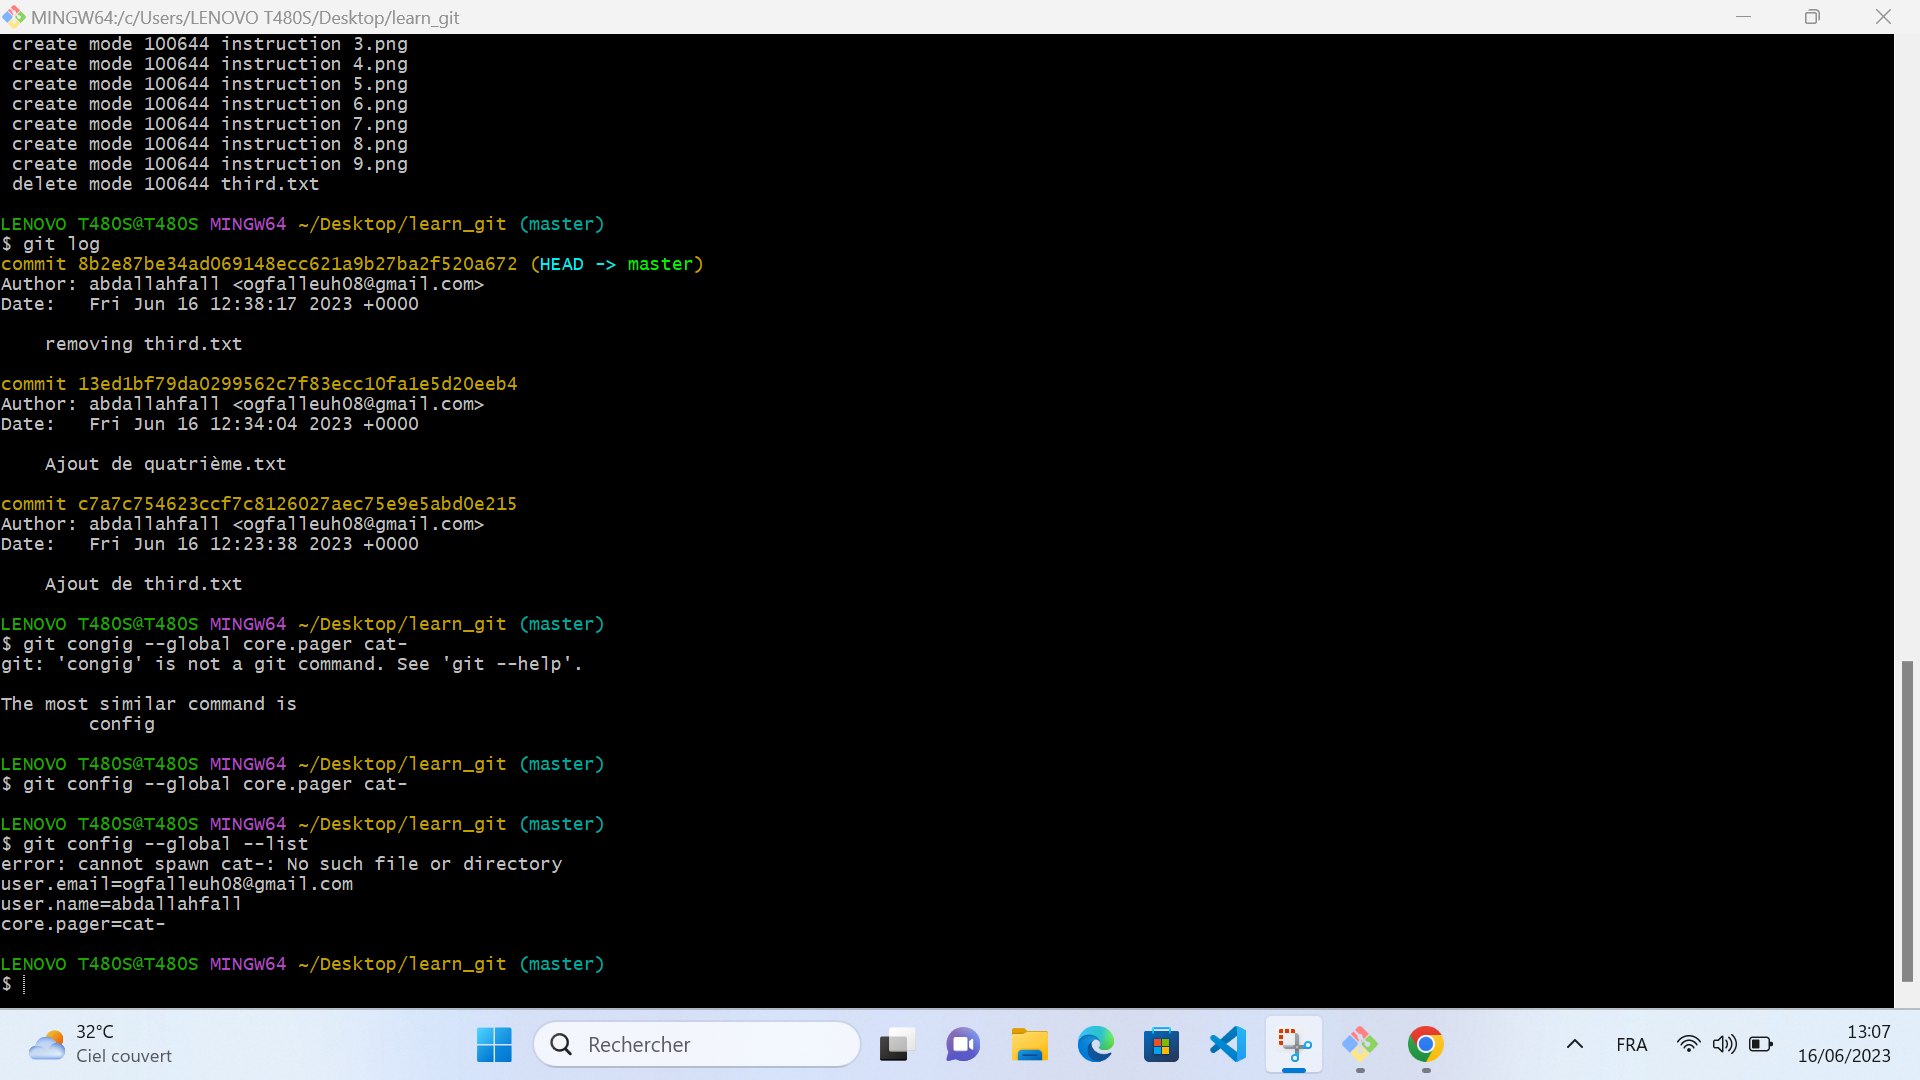 MINGW64:/c/Users/LENOVO T480S/Desktop/learn_git
create mode 100644 instruction 3.png
create mode 100644 instruction 4.png
create mode 100644 instruction 5.png
create mode 100644 instruction 6.png
create mode 100644 instruction 7.png
create mode 100644 instruction 8.png
create mode 100644 instruction 9.png
delete mode 100644 third.txt
LENOVO T480S@T480S MINGW64 ~/Desktop/learn_git (master)
$ git log
commit 8b2e87be34ad069148ecc621a9b27ba2f520a672 (HEAD -> master)
Author: abdallahfall <ogfalleuh08@gmail.com>
Date:   Fri Jun 16 12:38:17 2023 +0000
removing third.txt
commit 13ed1bf79da0299562c7f83ecc10fa1e5d20eeb4
Author: abdallahfall <ogfalleuh08@gmail.com>
Date:   Fri Jun 16 12:34:04 2023 +0000
Ajout de quatrième.txt
commit c7a7c754623ccf7c8126027aec75e9e5abd0e215
Author: abdallahfall <ogfalleuh08@gmail.com>
Date:   Fri Jun 16 12:23:38 2023 +0000
Ajout de third.txt
LENOVO T480S@T480S MINGW64 ~/Desktop/learn_git (master)
$ git congig --global core.pager cat-
git: 'congig' is not a git command. See 'git --help'.
The most similar command is
config
LENOVO T480S@T480S MINGW64 ~/Desktop/learn_git (master)
$ git config --global core.pager cat-
LENOVO T480S@T480S MINGW64 ~/Desktop/learn_git (master)
$ git config --global --list
error: cannot spawn cat-: No such file or directory
user.email=ogfalleuh08@gmail.com
user.name=abdallahfall
core.pager=cat-
LENOVO T480S@T480S MINGW64 ~/Desktop/learn_git (master)
$
32°C
Ciel couvert
Rechercher
FRA
13:07
16/06/2023